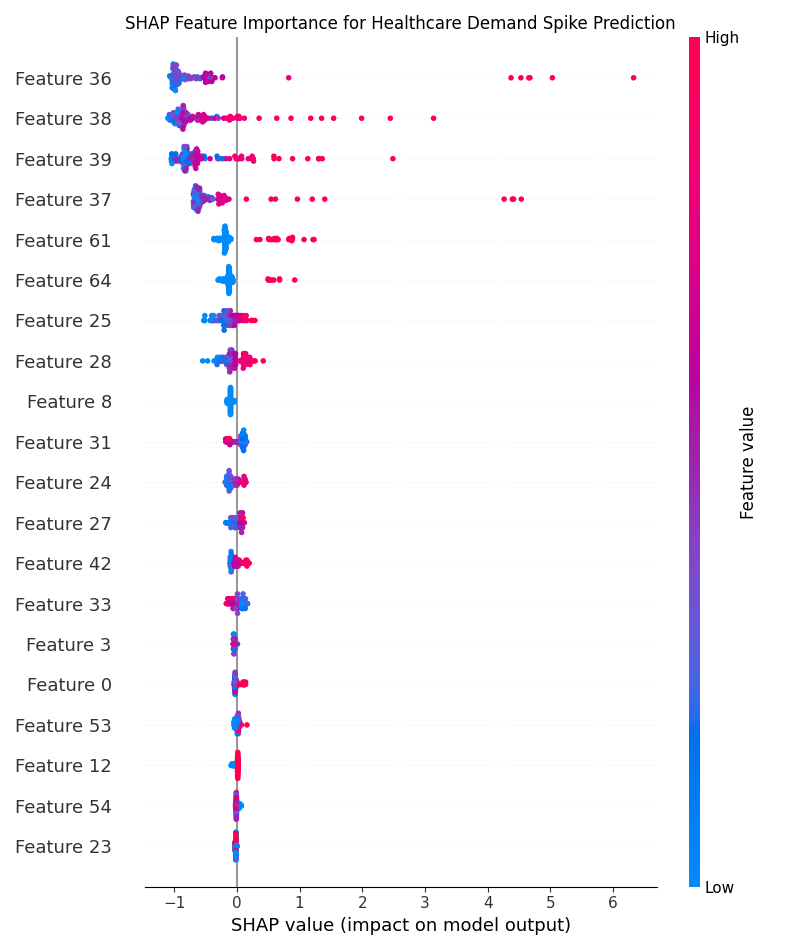 SHAP Feature Importance for Healthcare Demand Spike Prediction
High
Feature 36
Feature 38
Feature 39
Feature 37
Feature 61
Feature 64
Feature 25
Feature 28
Feature 8
Feature 31
Feature 24
Feature 27
Feature 42
Feature 33
Feature 3
Feature 0
Feature 53
Feature 12
Feature 54
Feature 23
Feature value
Low
−1 0 1 2 3 4 5 6
SHAP value (impact on model output)